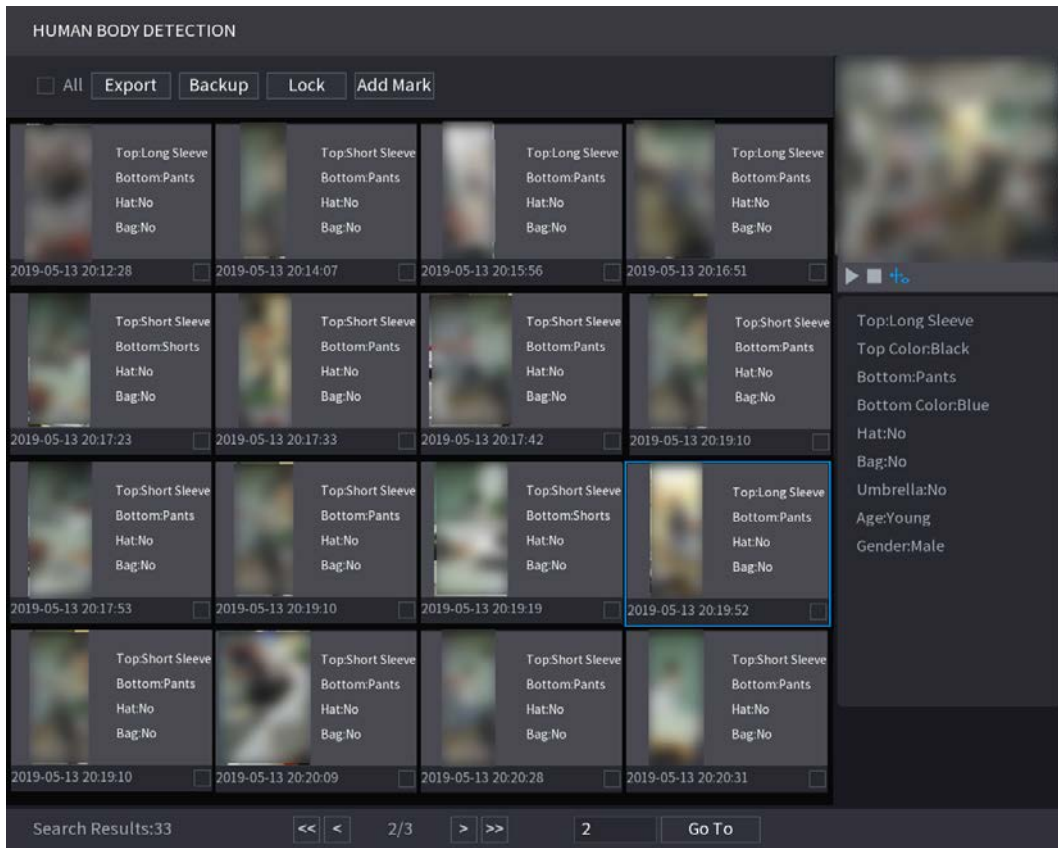 HUMAN BODY DETECTION
All Export Backup Lock Add Mark
Top:Long Sleeve
Bottom:Pants
Hat:No
Bag:No
2019-05-13 20:12:28
Top:Short Sleeve
Bottom:Pants
Hat:No
Bag:No
2019-05-13 20:14:07
Top:Long Sleeve
Bottom:Pants
Hat:No
Bag:No
2019-05-13 20:15:56
Top:Long Sleeve
Bottom:Pants
Hat:No
Bag:No
2019-05-13 20:16:51
Top:Short Sleeve
Bottom:Shorts
Hat:No
Bag:No
2019-05-13 20:17:23
Top:Short Sleeve
Bottom:Pants
Hat:No
Bag:No
2019-05-13 20:17:33
Top:Short Sleeve
Bottom:Pants
Hat:No
Bag:No
2019-05-13 20:17:42
Top:Short Sleeve
Bottom:Pants
Hat:No
Bag:No
2019-05-13 20:19:10
Top:Short Sleeve
Bottom:Pants
Hat:No
Bag:No
2019-05-13 20:17:53
Top:Short Sleeve
Bottom:Pants
Hat:No
Bag:No
2019-05-13 20:19:10
Top:Short Sleeve
Bottom:Shorts
Hat:No
Bag:No
2019-05-13 20:19:19
Top:Long Sleeve
Bottom:Pants
Hat:No
Bag:No
2019-05-13 20:19:52
Top:Short Sleeve
Bottom:Pants
Hat:No
Bag:No
2019-05-13 20:19:10
Top:Short Sleeve
Bottom:Pants
Hat:No
Bag:No
2019-05-13 20:20:09
Top:Short Sleeve
Bottom:Pants
Hat:No
Bag:No
2019-05-13 20:20:28
Top:Short Sleeve
Bottom:Pants
Hat:No
Bag:No
2019-05-13 20:20:31
Top:Long Sleeve
Top Color:Black
Bottom:Pants
Bottom Color:Blue
Hat:No
Bag:No
Umbrella:No
Age:Young
Gender:Male
Search Results:33 << < 2/3 > >> 2 Go To